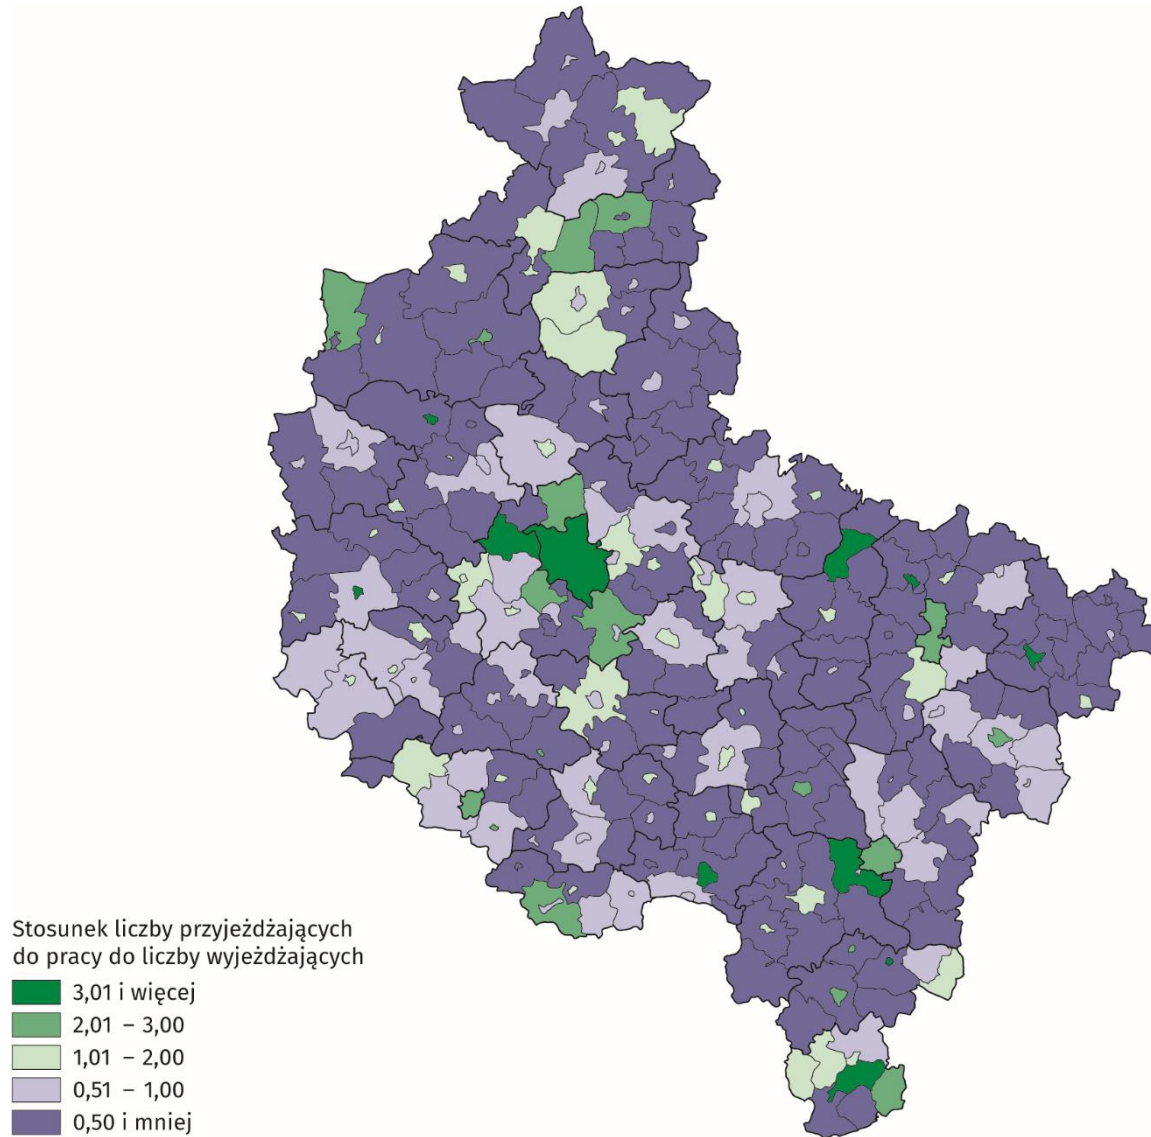 Stosunek liczby przyjeżdżających
do pracy do liczby wyjeżdżających
3,01 i więcej
2,01 – 3,00
1,01 – 2,00
0,51 – 1,00
0,50 i mniej